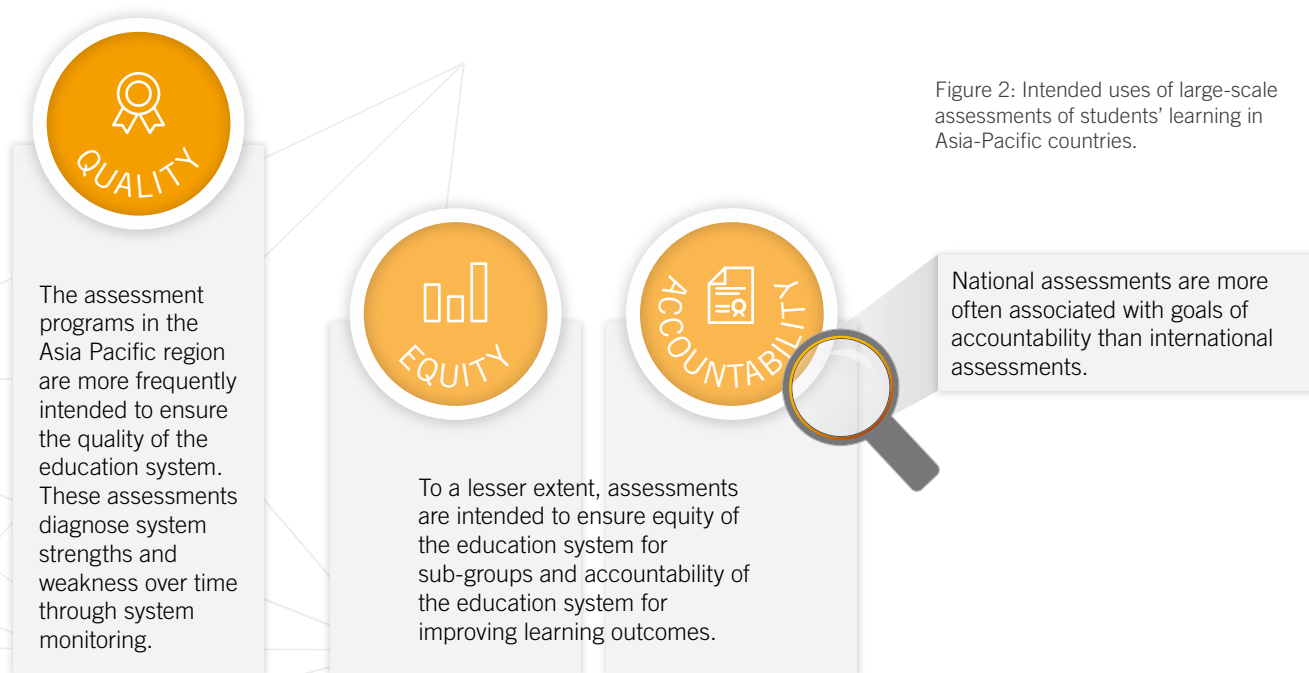 QUALITY
The assessment
programs in the
Asia Pacific region
are more frequently
intended to ensure
the quality of the
education system.
These assessments
diagnose system
strengths and
weakness over time
through system
monitoring.
EQUITY
ACCOUNTABILITY
To a lesser extent, assessments
are intended to ensure equity of
the education system for
sub-groups and accountability of
the education system for
improving learning outcomes.
Figure 2: Intended uses of large-scale
assessments of students’ learning in
Asia-Pacific countries.
National assessments are more
often associated with goals of
accountability than international
assessments.